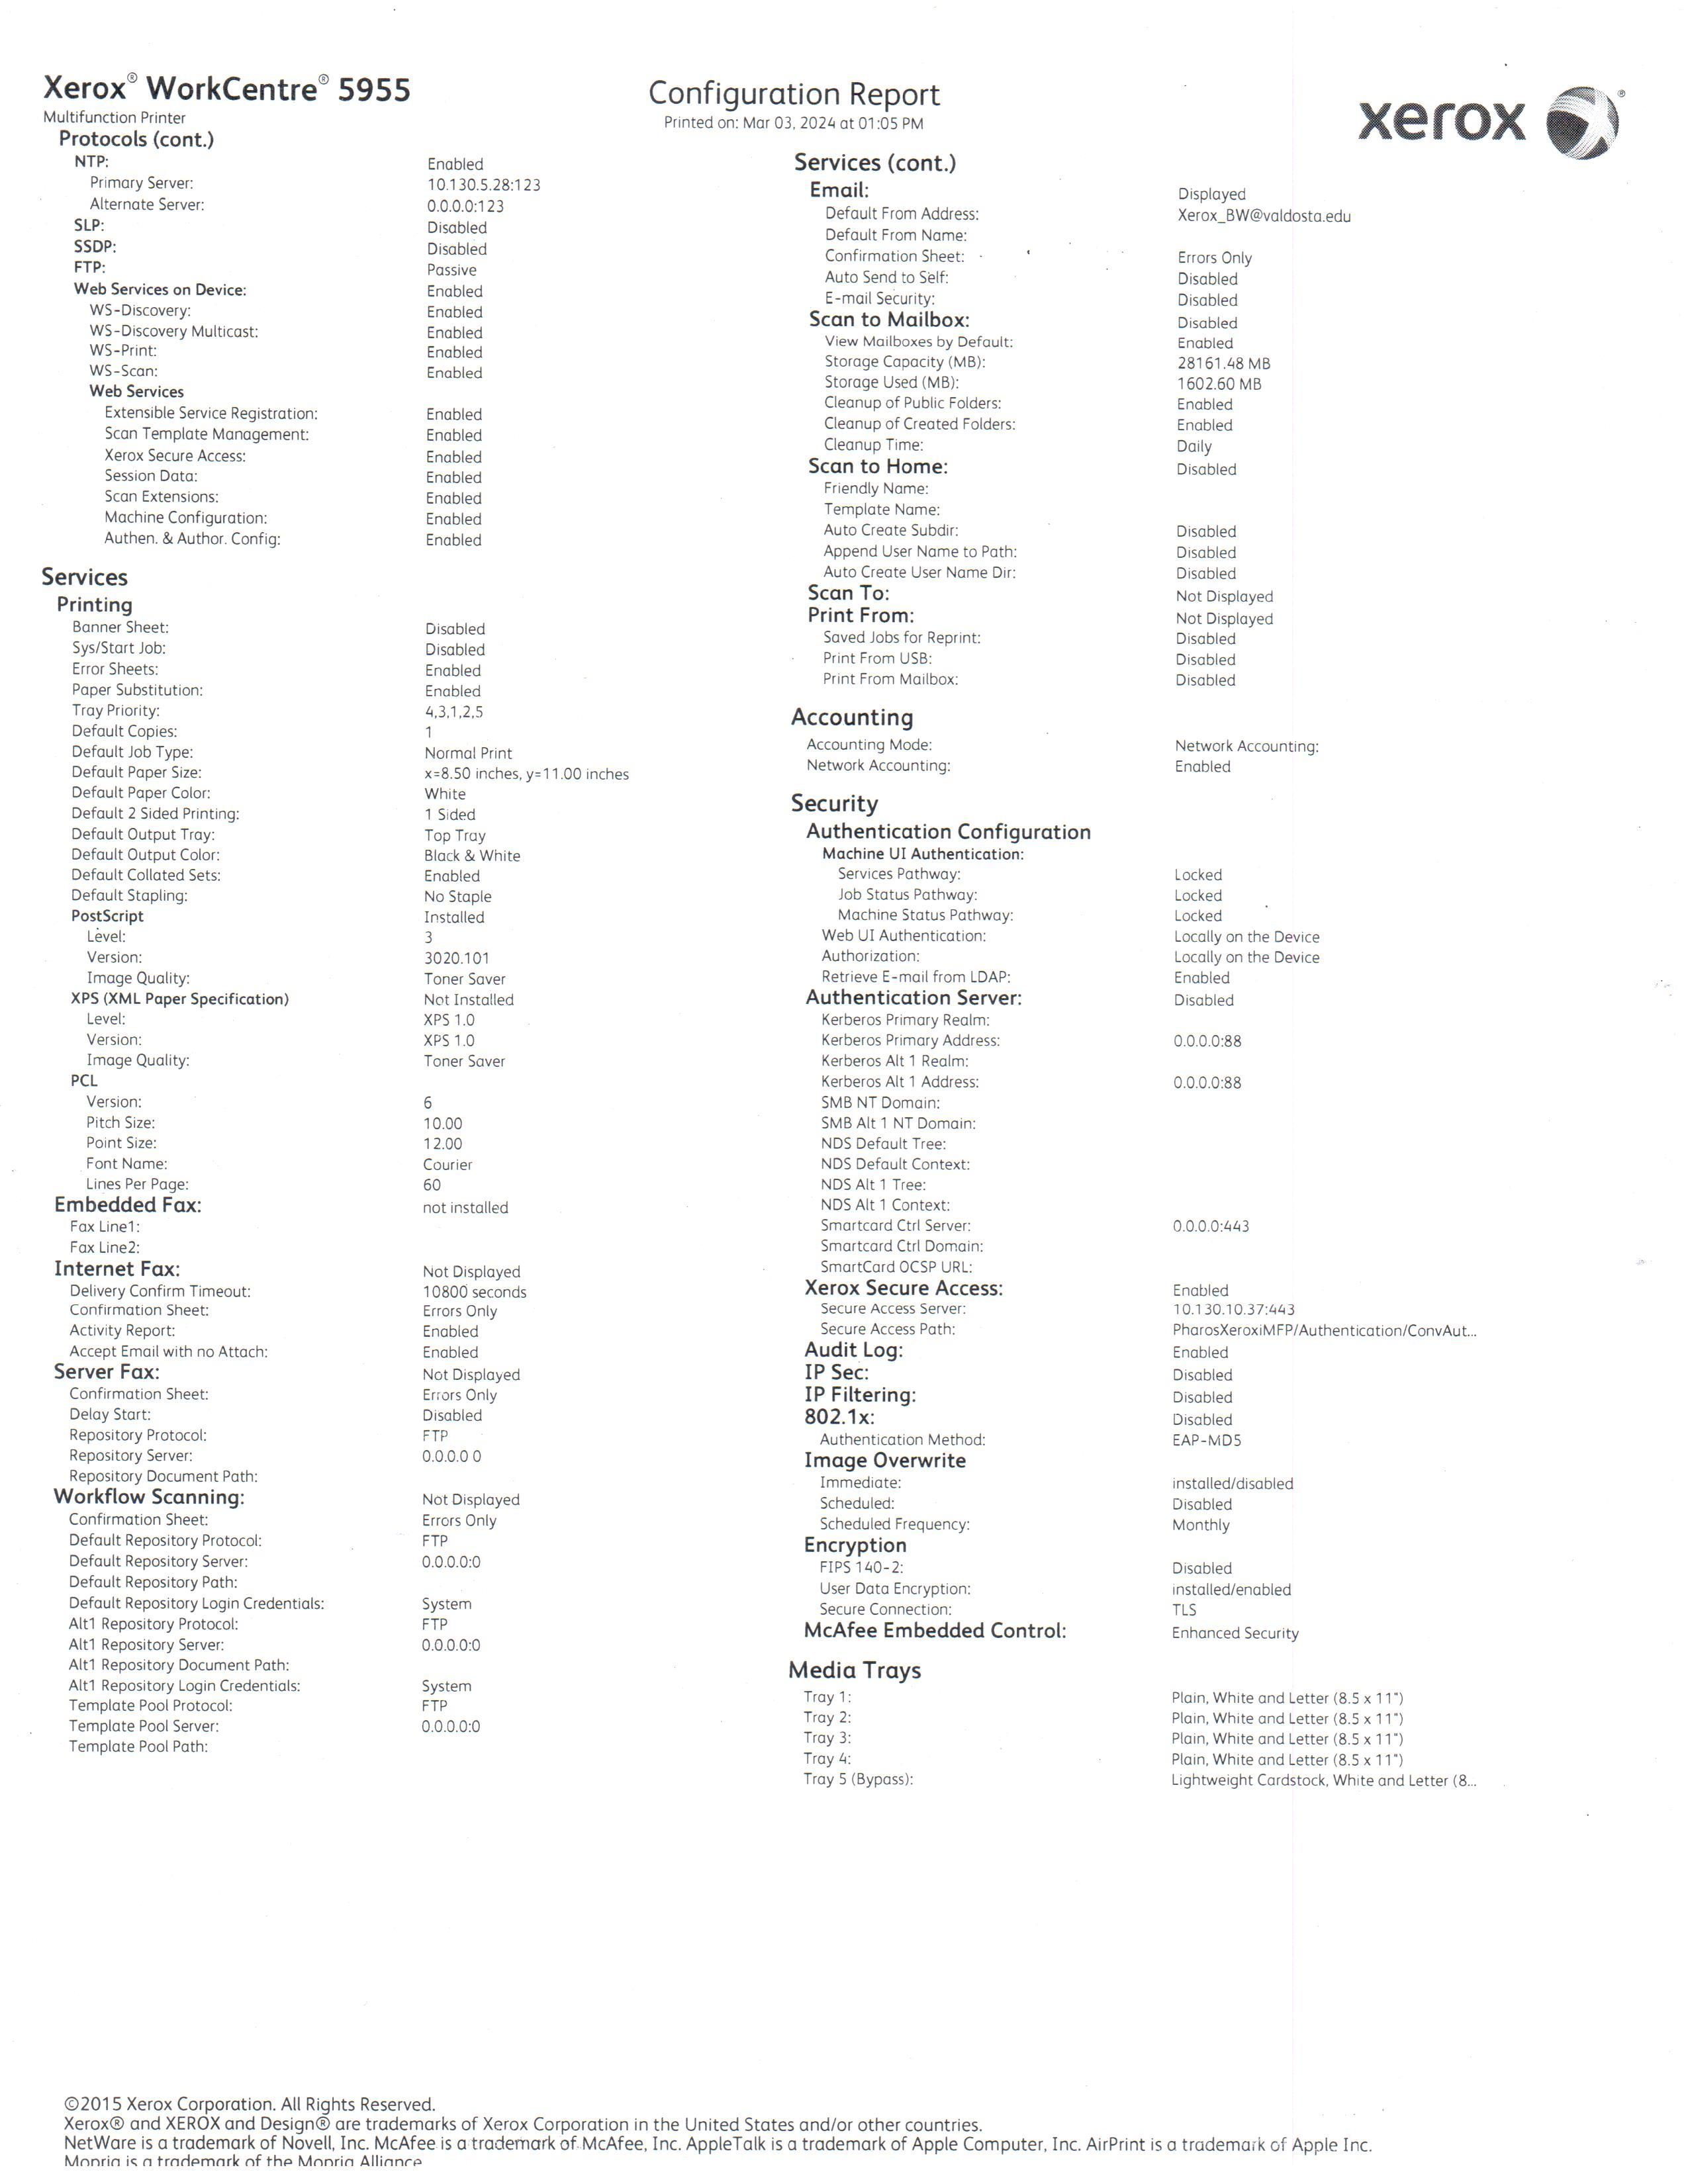 Xerox® WorkCentre® 5955
Multifunction Printer
Configuration Report
Printed on: Mar 03, 2024 at 01:05 PM
xerox ®
Protocols (cont.)
NTP: Enabled
Primary Server: 10.130.5.28:123
Alternate Server: 0.0.0.0:123
SLP: Disabled
SSDP: Disabled
FTP: Passive
Web Services on Device: Enabled
WS-Discovery: Enabled
WS-Discovery Multicast: Enabled
WS-Print: Enabled
WS-Scan: Enabled
Web Services
Extensible Service Registration: Enabled
Scan Template Management: Enabled
Xerox Secure Access: Enabled
Session Data: Enabled
Scan Extensions: Enabled
Machine Configuration: Enabled
Authen. & Author. Config: Enabled
Services
Printing
Banner Sheet: Disabled
Sys/Start Job: Disabled
Error Sheets: Enabled
Paper Substitution: Enabled
Tray Priority: 4,3,1,2,5
Default Copies: 1
Default Job Type: Normal Print
Default Paper Size: x=8.50 inches, y=11.00 inches
Default Paper Color: White
Default 2 Sided Printing: 1 Sided
Default Output Tray: Top Tray
Default Output Color: Black & White
Default Collated Sets: Enabled
Default Stapling: No Staple
PostScript Installed
Level: 3
Version: 3020.101
Image Quality: Toner Saver
XPS (XML Paper Specification) Not Installed
Level: XPS 1.0
Version: XPS 1.0
Image Quality: Toner Saver
PCL
Version: 6
Pitch Size: 10.00
Point Size: 12.00
Font Name: Courier
Lines Per Page: 60
Embedded Fax: not installed
Fax Line1:
Fax Line2:
Internet Fax: Not Displayed
Delivery Confirm Timeout: 10800 seconds
Confirmation Sheet: Errors Only
Activity Report: Enabled
Accept Email with no Attach: Enabled
Server Fax: Not Displayed
Confirmation Sheet: Errors Only
Delay Start: Disabled
Repository Protocol: FTP
Repository Server: 0.0.0.0 0
Repository Document Path:
Workflow Scanning: Not Displayed
Confirmation Sheet: Errors Only
Default Repository Protocol: FTP
Default Repository Server: 0.0.0.0:0
Default Repository Path:
Default Repository Login Credentials: System
Alt1 Repository Protocol: FTP
Alt1 Repository Server: 0.0.0.0:0
Alt1 Repository Document Path:
Alt1 Repository Login Credentials: System
Template Pool Protocol: FTP
Template Pool Server: 0.0.0.0:0
Template Pool Path:
Services (cont.)
Email: Displayed
Default From Address: Xerox_BW@valdosta.edu
Default From Name:
Confirmation Sheet: Errors Only
Auto Send to Self: Disabled
E-mail Security: Disabled
Scan to Mailbox: Disabled
View Mailboxes by Default: Enabled
Storage Capacity (MB): 28161.48 MB
Storage Used (MB): 1602.60 MB
Cleanup of Public Folders: Enabled
Cleanup of Created Folders: Enabled
Cleanup Time: Daily
Scan to Home: Disabled
Friendly Name:
Template Name:
Auto Create Subdir: Disabled
Append User Name to Path: Disabled
Auto Create User Name Dir: Disabled
Scan To: Not Displayed
Print From: Not Displayed
Saved Jobs for Reprint: Disabled
Print From USB: Disabled
Print From Mailbox: Disabled
Accounting
Accounting Mode: Network Accounting:
Network Accounting: Enabled
Security
Authentication Configuration
Machine UI Authentication:
Services Pathway: Locked
Job Status Pathway: Locked
Machine Status Pathway: Locked
Web UI Authentication: Locally on the Device
Authorization: Locally on the Device
Retrieve E-mail from LDAP: Enabled
Authentication Server: Disabled
Kerberos Primary Realm:
Kerberos Primary Address: 0.0.0.0:88
Kerberos Alt 1 Realm:
Kerberos Alt 1 Address: 0.0.0.0:88
SMB NT Domain:
SMB Alt 1 NT Domain:
NDS Default Tree:
NDS Default Context:
NDS Alt 1 Tree:
NDS Alt 1 Context:
Smartcard Ctrl Server: 0.0.0.0:443
Smartcard Ctrl Domain:
SmartCard OCSP URL:
Xerox Secure Access: Enabled
Secure Access Server: 10.130.10.37:443
Secure Access Path: PharosXeroxiMFP/Authentication/ConvAut...
Audit Log: Enabled
IP Sec: Disabled
IP Filtering: Disabled
802.1x: Disabled
Authentication Method: EAP-MD5
Image Overwrite
Immediate: installed/disabled
Scheduled: Disabled
Scheduled Frequency: Monthly
Encryption
FIPS 140-2: Disabled
User Data Encryption: installed/enabled
Secure Connection: TLS
McAfee Embedded Control: Enhanced Security
Media Trays
Tray 1: Plain, White and Letter (8.5 x 11")
Tray 2: Plain, White and Letter (8.5 x 11")
Tray 3: Plain, White and Letter (8.5 x 11")
Tray 4: Plain, White and Letter (8.5 x 11")
Tray 5 (Bypass): Lightweight Cardstock, White and Letter (8...
©2015 Xerox Corporation. All Rights Reserved.
Xerox® and XEROX and Design® are trademarks of Xerox Corporation in the United States and/or other countries.
NetWare is a trademark of Novell, Inc. McAfee is a trademark of McAfee, Inc. AppleTalk is a trademark of Apple Computer, Inc. AirPrint is a trademark of Apple Inc.
Mopria is a trademark of the Mopria Alliance